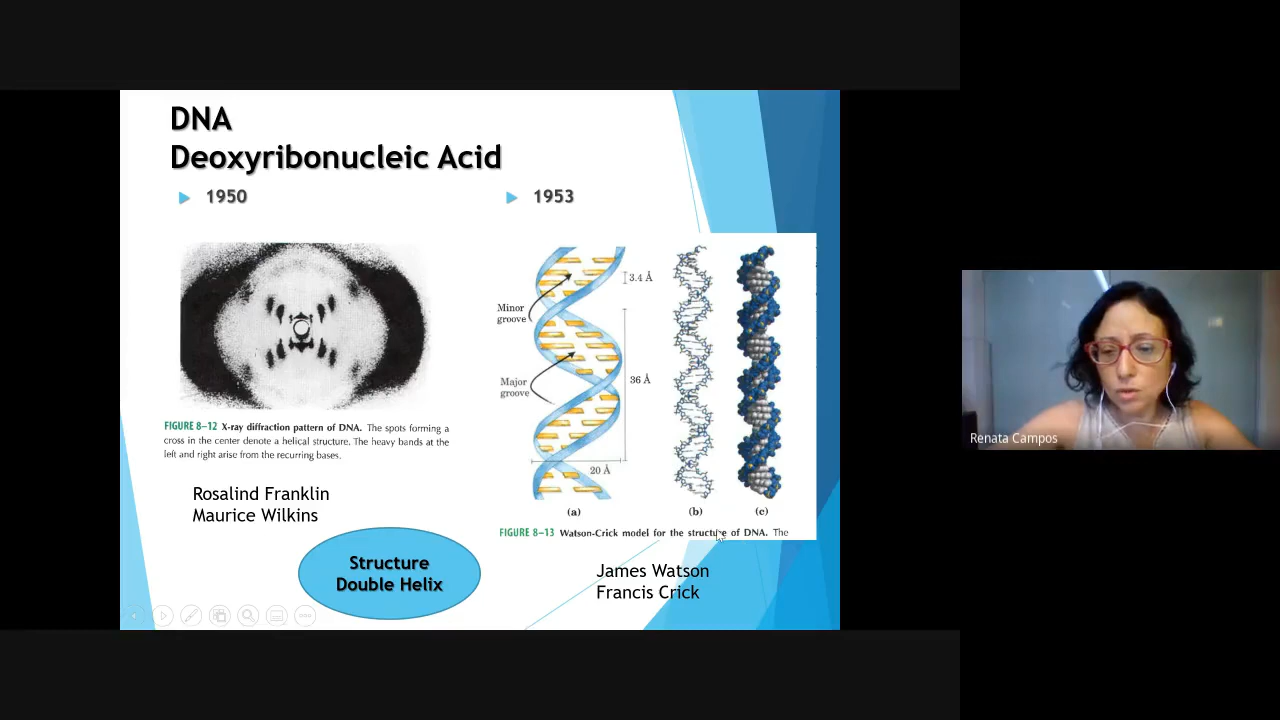 DNA
Deoxyribonucleic Acid
1950
1953
Minor
groove
Major
groove
3.4 Å
36 Å
20 Å
(a)
(b)
(c)
FIGURE 8–12 X-ray diffraction pattern of DNA. The spots forming a
cross in the center denote a helical structure. The heavy bands at the
left and right arise from the recurring bases.
FIGURE 8–13 Watson-Crick model for the structure of DNA. The
Rosalind Franklin
Maurice Wilkins
Structure
Double Helix
James Watson
Francis Crick
Renata Campos